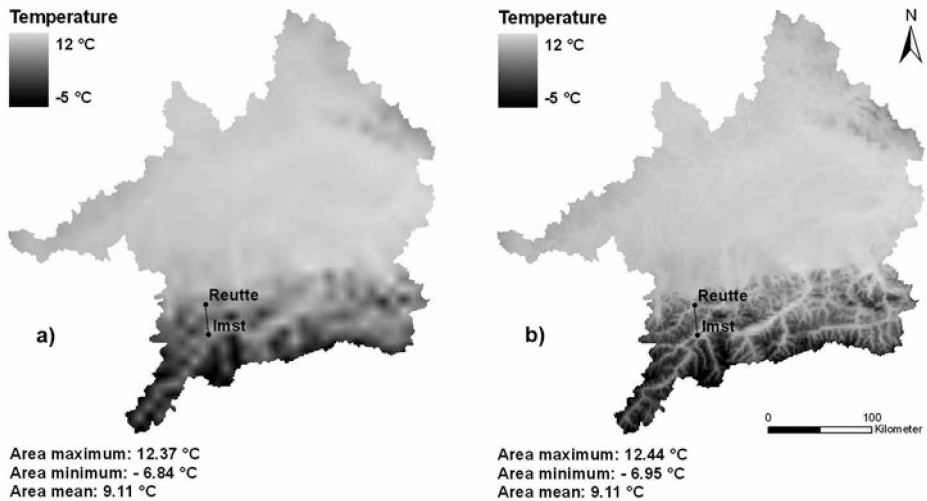 Temperature
12 °C
-5 °C
Reutte
Imst
a)
Area maximum: 12.37 °C
Area minimum: - 6.84 °C
Area mean: 9.11 °C
Temperature
12 °C
-5 °C
N
Reutte
Imst
b)
0 100
Kilometer
Area maximum: 12.44 °C
Area minimum: - 6.95 °C
Area mean: 9.11 °C